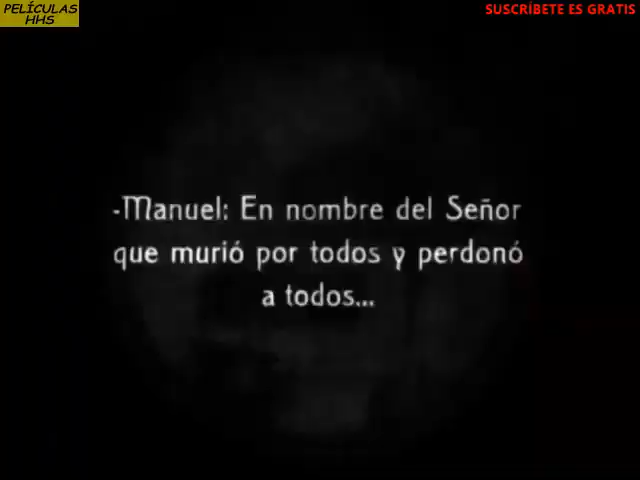 PELÍCULAS
HHS
SUSCRÍBETE ES GRATIS
-Manuel: En nombre del Señor
que murió por todos y perdonó
a todos...